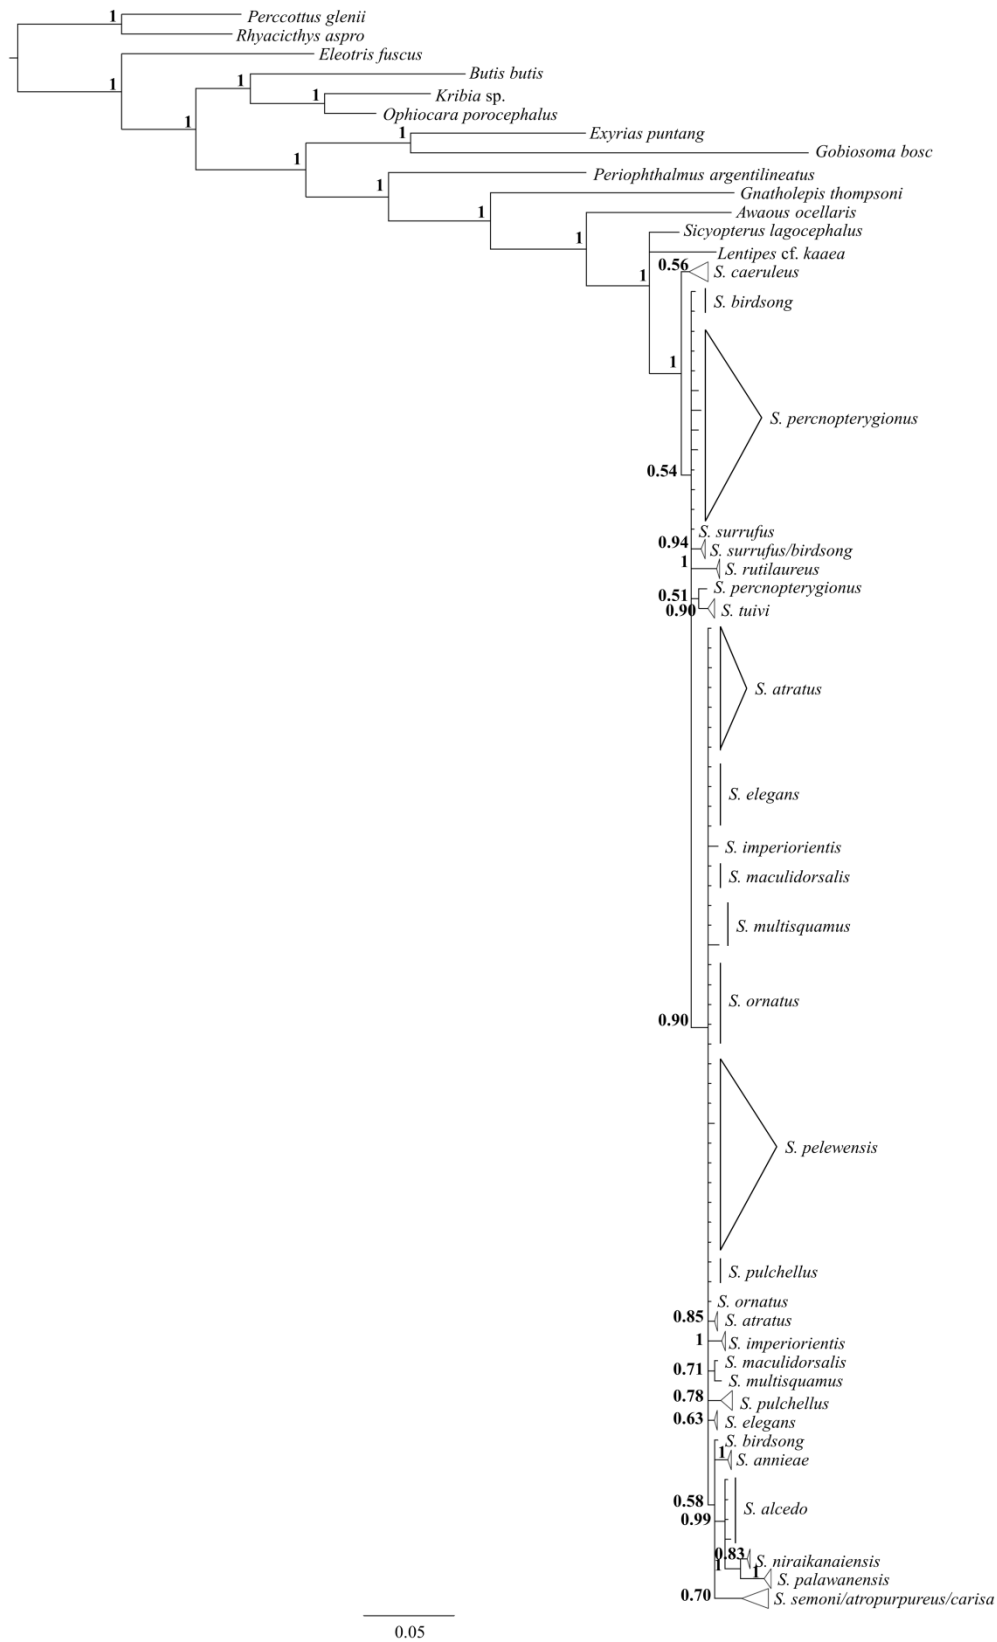 1 Perccottus glenii
Rhyacicthys aspro
Eleotris fuscus
1
1 Butis butis
1 Kribia sp.
1
Ophiocara porocephalus
1 Exyrias puntang
Gobiosoma bosc
1
Periophthalmus argentilineatus
1
Gnatholepis thompsoni
1 Awaous ocellaris
Sicyopterus lagocephalus
1
Lentipes cf. kaaea
0.56 S. caeruleus
1
S. birdsong
1
S. percnopterygionus
0.54
S. surrufus
0.94 S. surrufus/birdsong
1 S. rutilaureus
S. percnopterygionus
0.51
0.90 S. tuivi
S. atratus
S. elegans
S. imperiorientis
S. maculidorsalis
S. multisquamus
S. ornatus
0.90
S. pelewensis
S. pulchellus
S. ornatus
0.85 S. atratus
1 S. imperiorientis
S. maculidorsalis
0.71
S. multisquamus
0.78 S. pulchellus
0.63 S. elegans
S. birdsong
1 S. annieae
0.58 S. alcedo
0.99
0.83 S. niraikanaiensis
1
1 S. palawanensis
0.70 S. semoni/atropurpureus/carisa
0.05